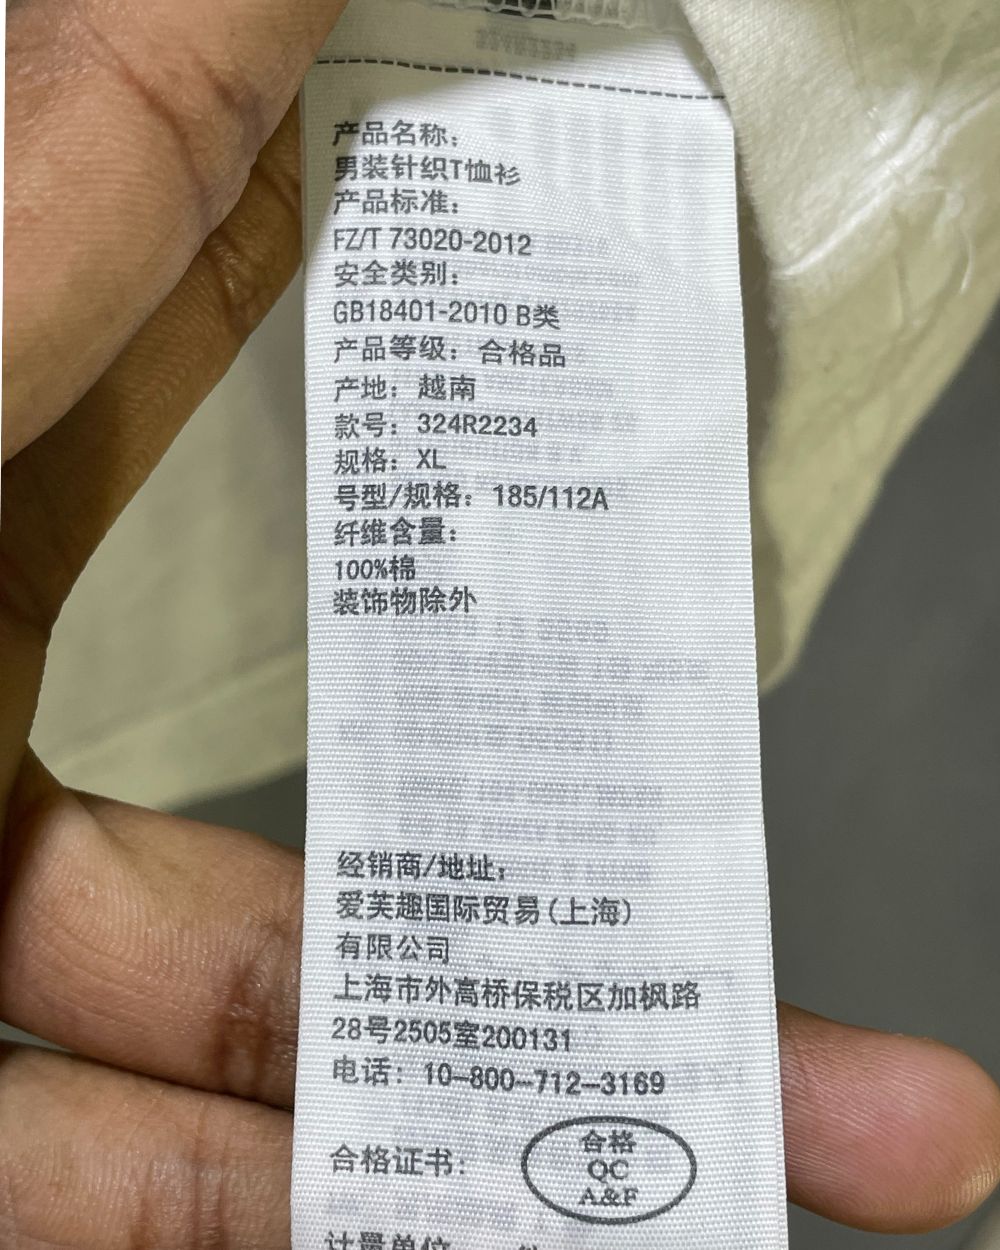 产品名称：
男装针织T恤衫
产品标准：
FZ/T 73020-2012
安全类别：
GB18401-2010 B类
产品等级：合格品
产地：越南
款号：324R2234
规格：XL
号型/规格：185/112A
纤维含量：
100%棉
装饰物除外
经销商/地址：
爱芙趣国际贸易(上海)
有限公司
上海市外高桥保税区加枫路
28号2505室200131
电话：10–800–712–3169
合格证书：
合格
QC
A&F
计量单位